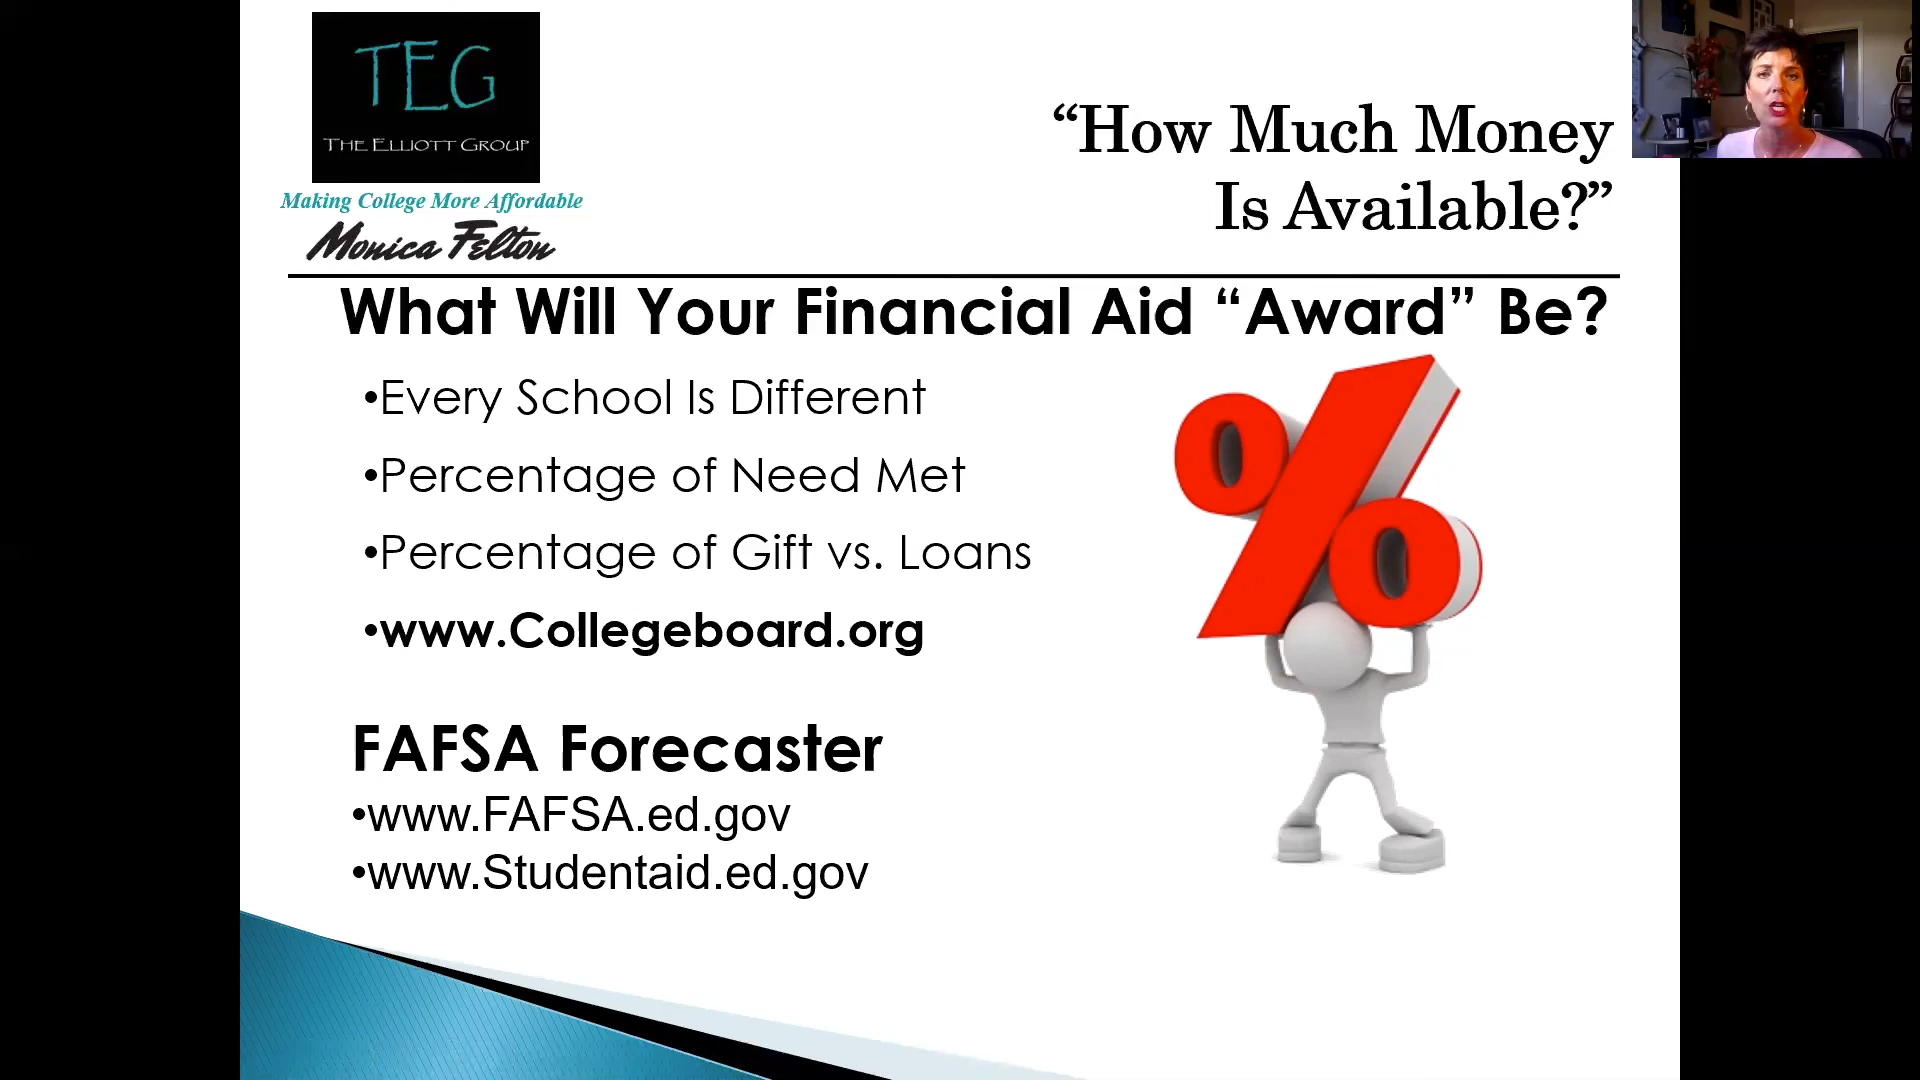 TEG
THE ELLIOTT GROUP
Making College More Affordable
Monica Felton
“How Much Money
Is Available?”
What Will Your Financial Aid “Award” Be?
•Every School Is Different
•Percentage of Need Met
•Percentage of Gift vs. Loans
•www.Collegeboard.org
%
FAFSA Forecaster
•www.FAFSA.ed.gov
•www.Studentaid.ed.gov